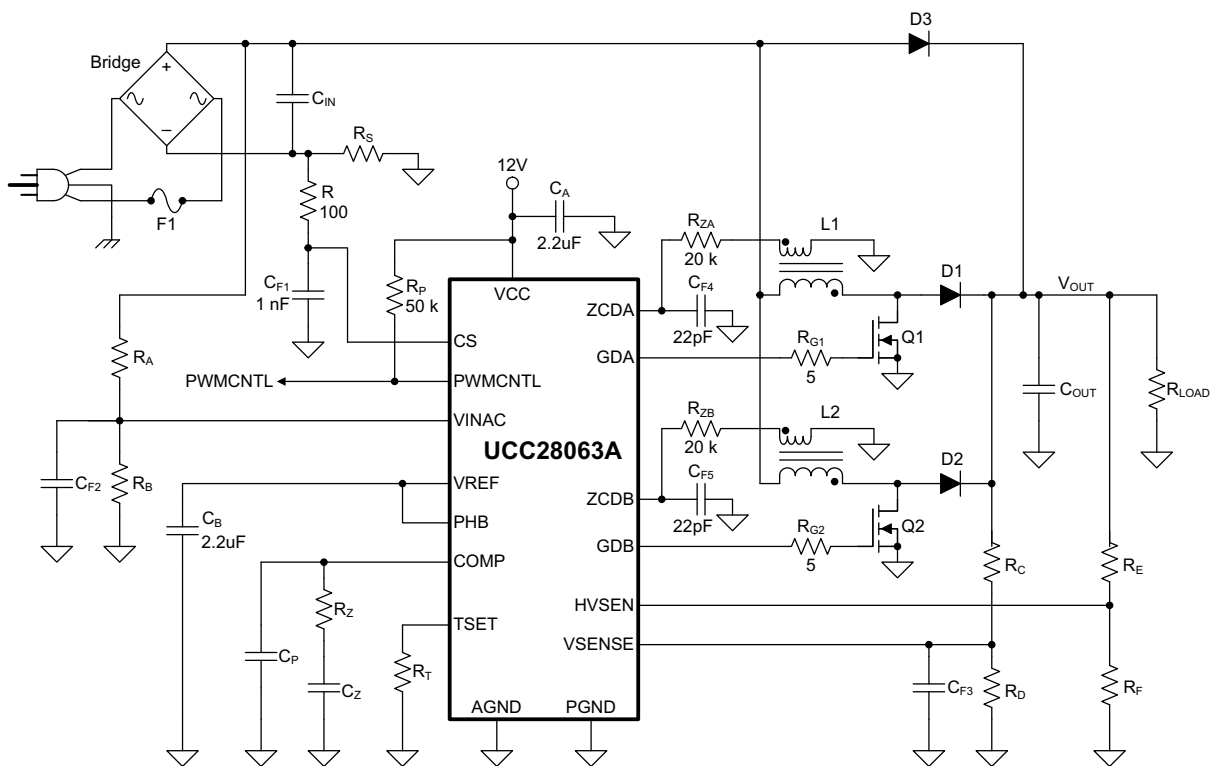 D3
Bridge
+
−
C_IN
R_S
12V
F1
R
100
C_A
2.2uF
R_ZA
20 k
L1
C_F1
1 nF
R_P
50 k
VCC
ZCDA
C_F4
22pF
D1
V_OUT
R_A
CS
GDA
R_G1
5
Q1
PWMCNTL
PWMCNTL
C_OUT
R_LOAD
VINAC
R_ZB
20 k
L2
UCC28063A
C_F2
R_B
VREF
ZCDB
C_F5
22pF
D2
C_B
2.2uF
PHB
GDB
R_G2
5
Q2
COMP
R_C
R_E
R_Z
HVSEN
TSET
VSENSE
C_P
C_Z
R_T
C_F3
R_D
R_F
AGND
PGND